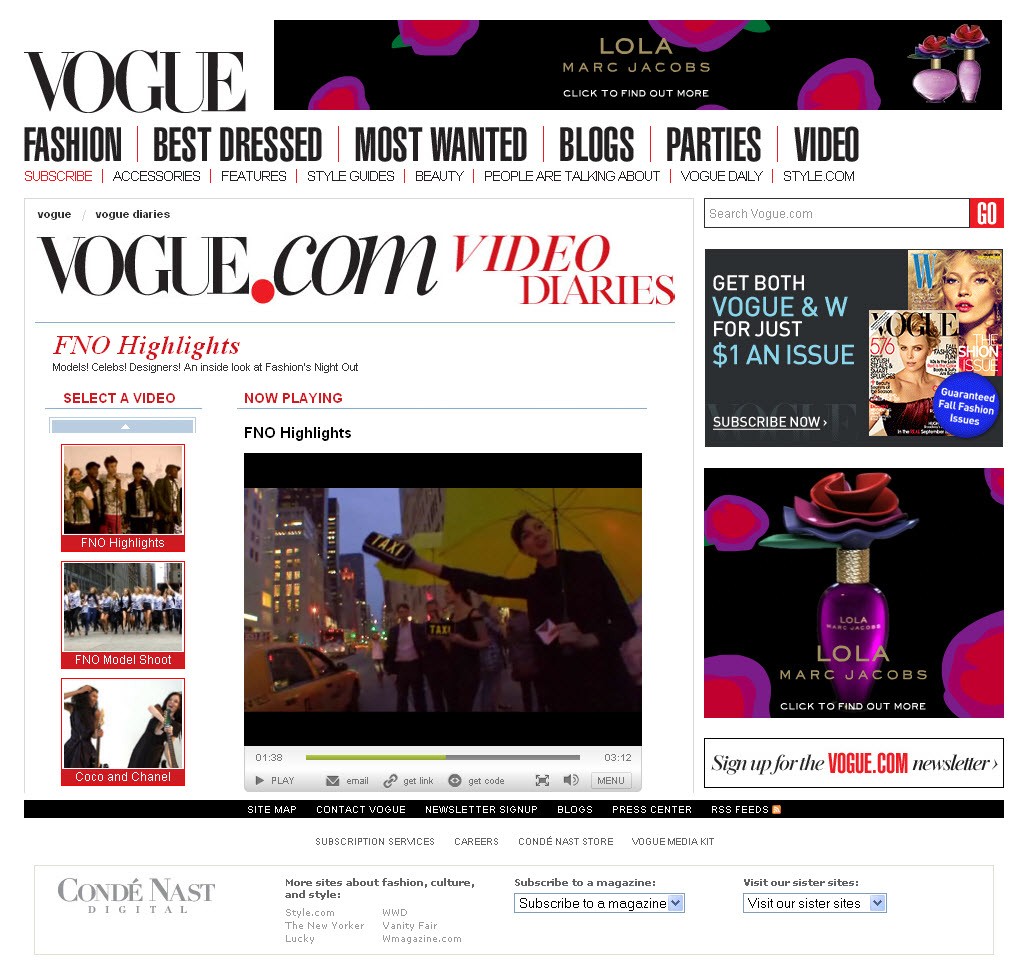 VOGUE
LOLA
MARC JACOBS
CLICK TO FIND OUT MORE
FASHION BEST DRESSED MOST WANTED BLOGS PARTIES VIDEO
SUBSCRIBE ACCESSORIES FEATURES STYLE GUIDES BEAUTY PEOPLE ARE TALKING ABOUT VOGUE DAILY STYLE.COM
vogue / vogue diaries
VOGUE.com VIDEO DIARIES
FNO Highlights
Models! Celebs! Designers! An inside look at Fashion's Night Out
SELECT A VIDEO
FNO Highlights
FNO Model Shoot
Coco and Chanel
NOW PLAYING
FNO Highlights
TAXI
TAXI
01:38 03:12
PLAY email get link get code MENU
Search Vogue.com GO
GET BOTH
VOGUE & W
FOR JUST
$1 AN ISSUE
SUBSCRIBE NOW ›
W
VOGUE
576
Guaranteed
Fall Fashion
Issues
LOLA
MARC JACOBS
LOLA
MARC JACOBS
CLICK TO FIND OUT MORE
Sign up for the VOGUE.COM newsletter ›
SITE MAP CONTACT VOGUE NEWSLETTER SIGNUP BLOGS PRESS CENTER RSS FEEDS
SUBSCRIPTION SERVICES CAREERS CONDÉ NAST STORE VOGUE MEDIA KIT
CONDÉ NAST
DIGITAL
More sites about fashion, culture,
and style:
Style.com WWD
The New Yorker Vanity Fair
Lucky Wmagazine.com
Subscribe to a magazine:
Subscribe to a magazine
Visit our sister sites:
Visit our sister sites